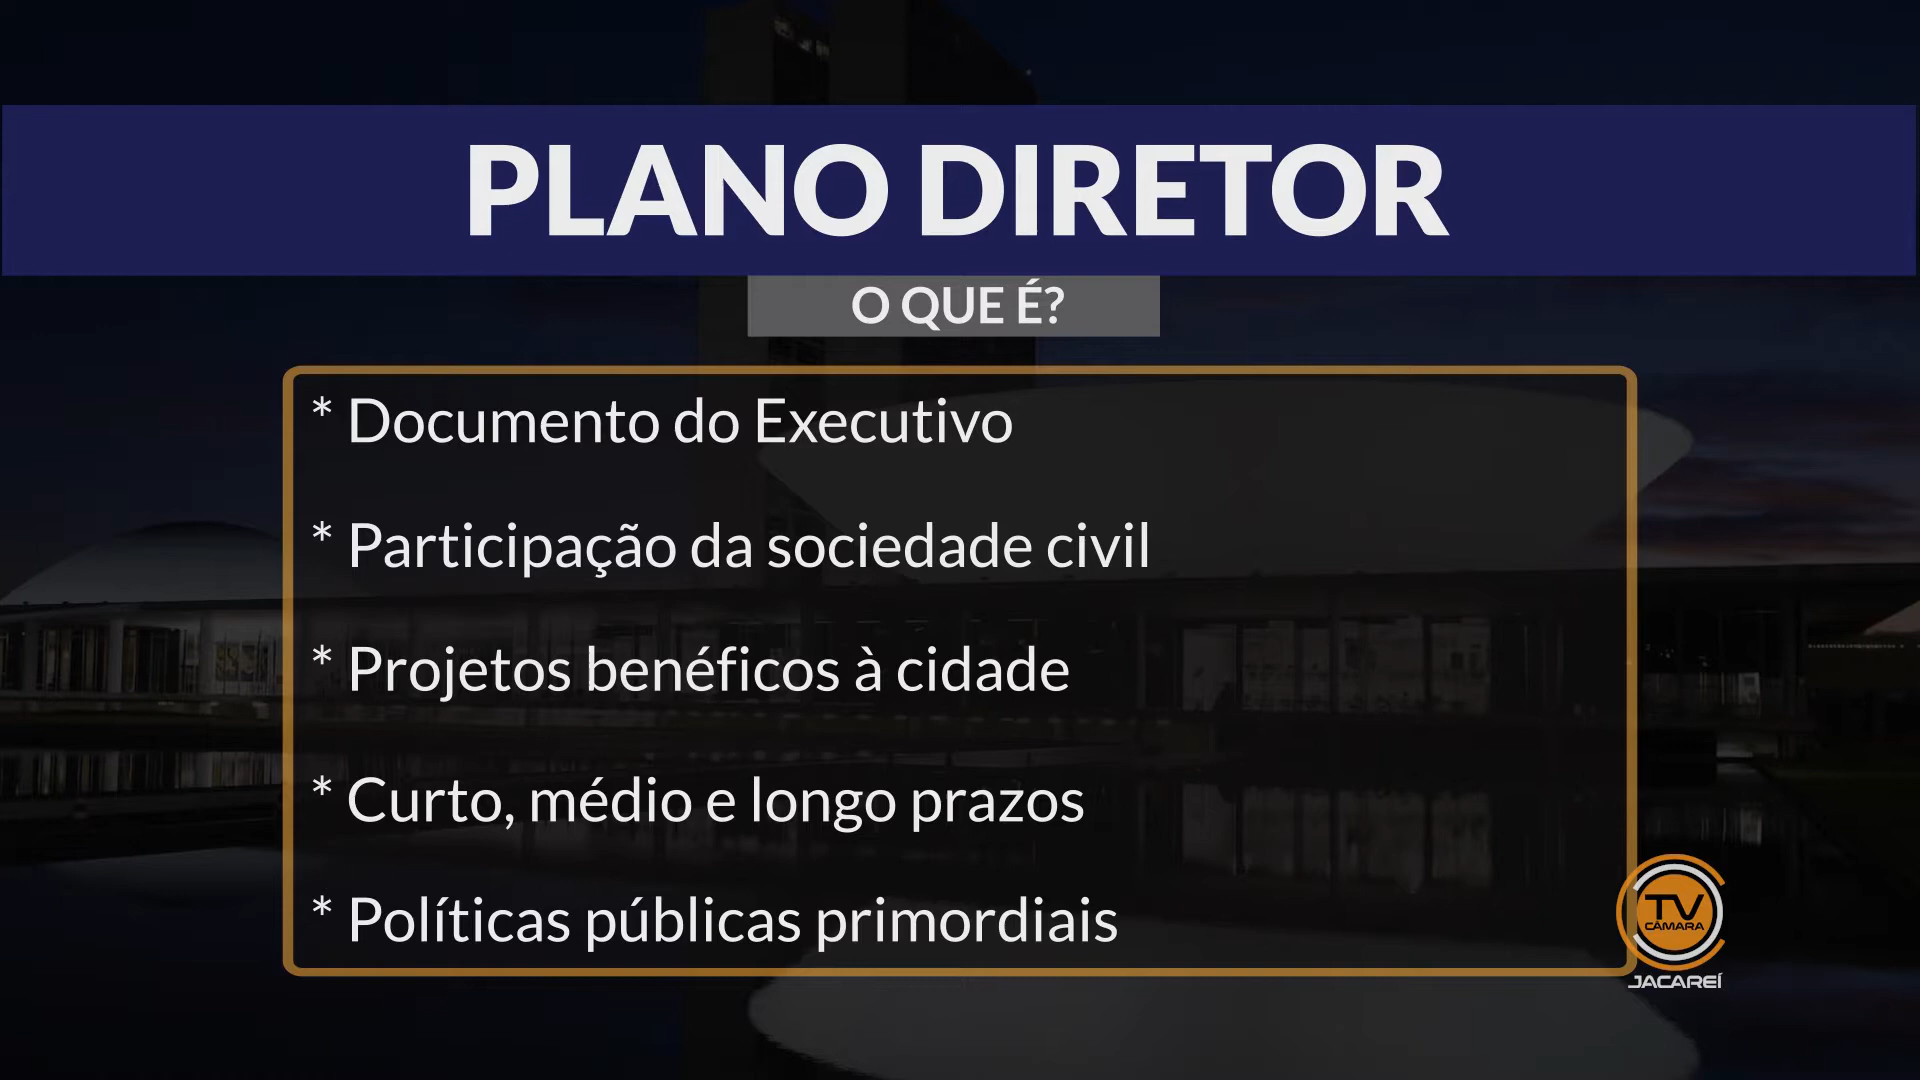 PLANO DIRETOR
O QUE É?
* Documento do Executivo
* Participação da sociedade civil
* Projetos benéficos à cidade
* Curto, médio e longo prazos
* Políticas públicas primordiais
TV
CÂMARA
JACAREÍ